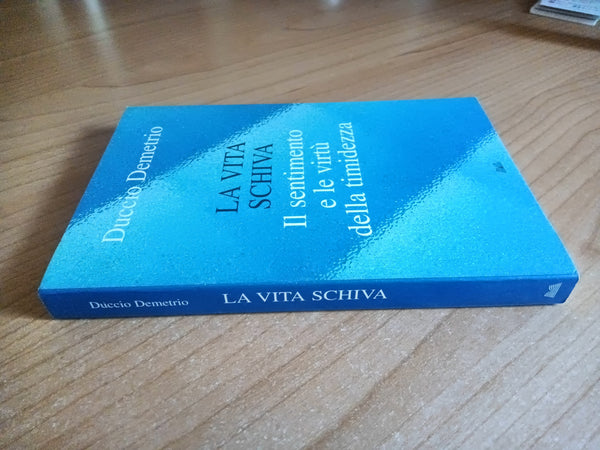 Duccio Demetrio
LA VITA
SCHIVA
Il sentimento
e le virtù
della timidezza
Duccio Demetrio
LA VITA SCHIVA